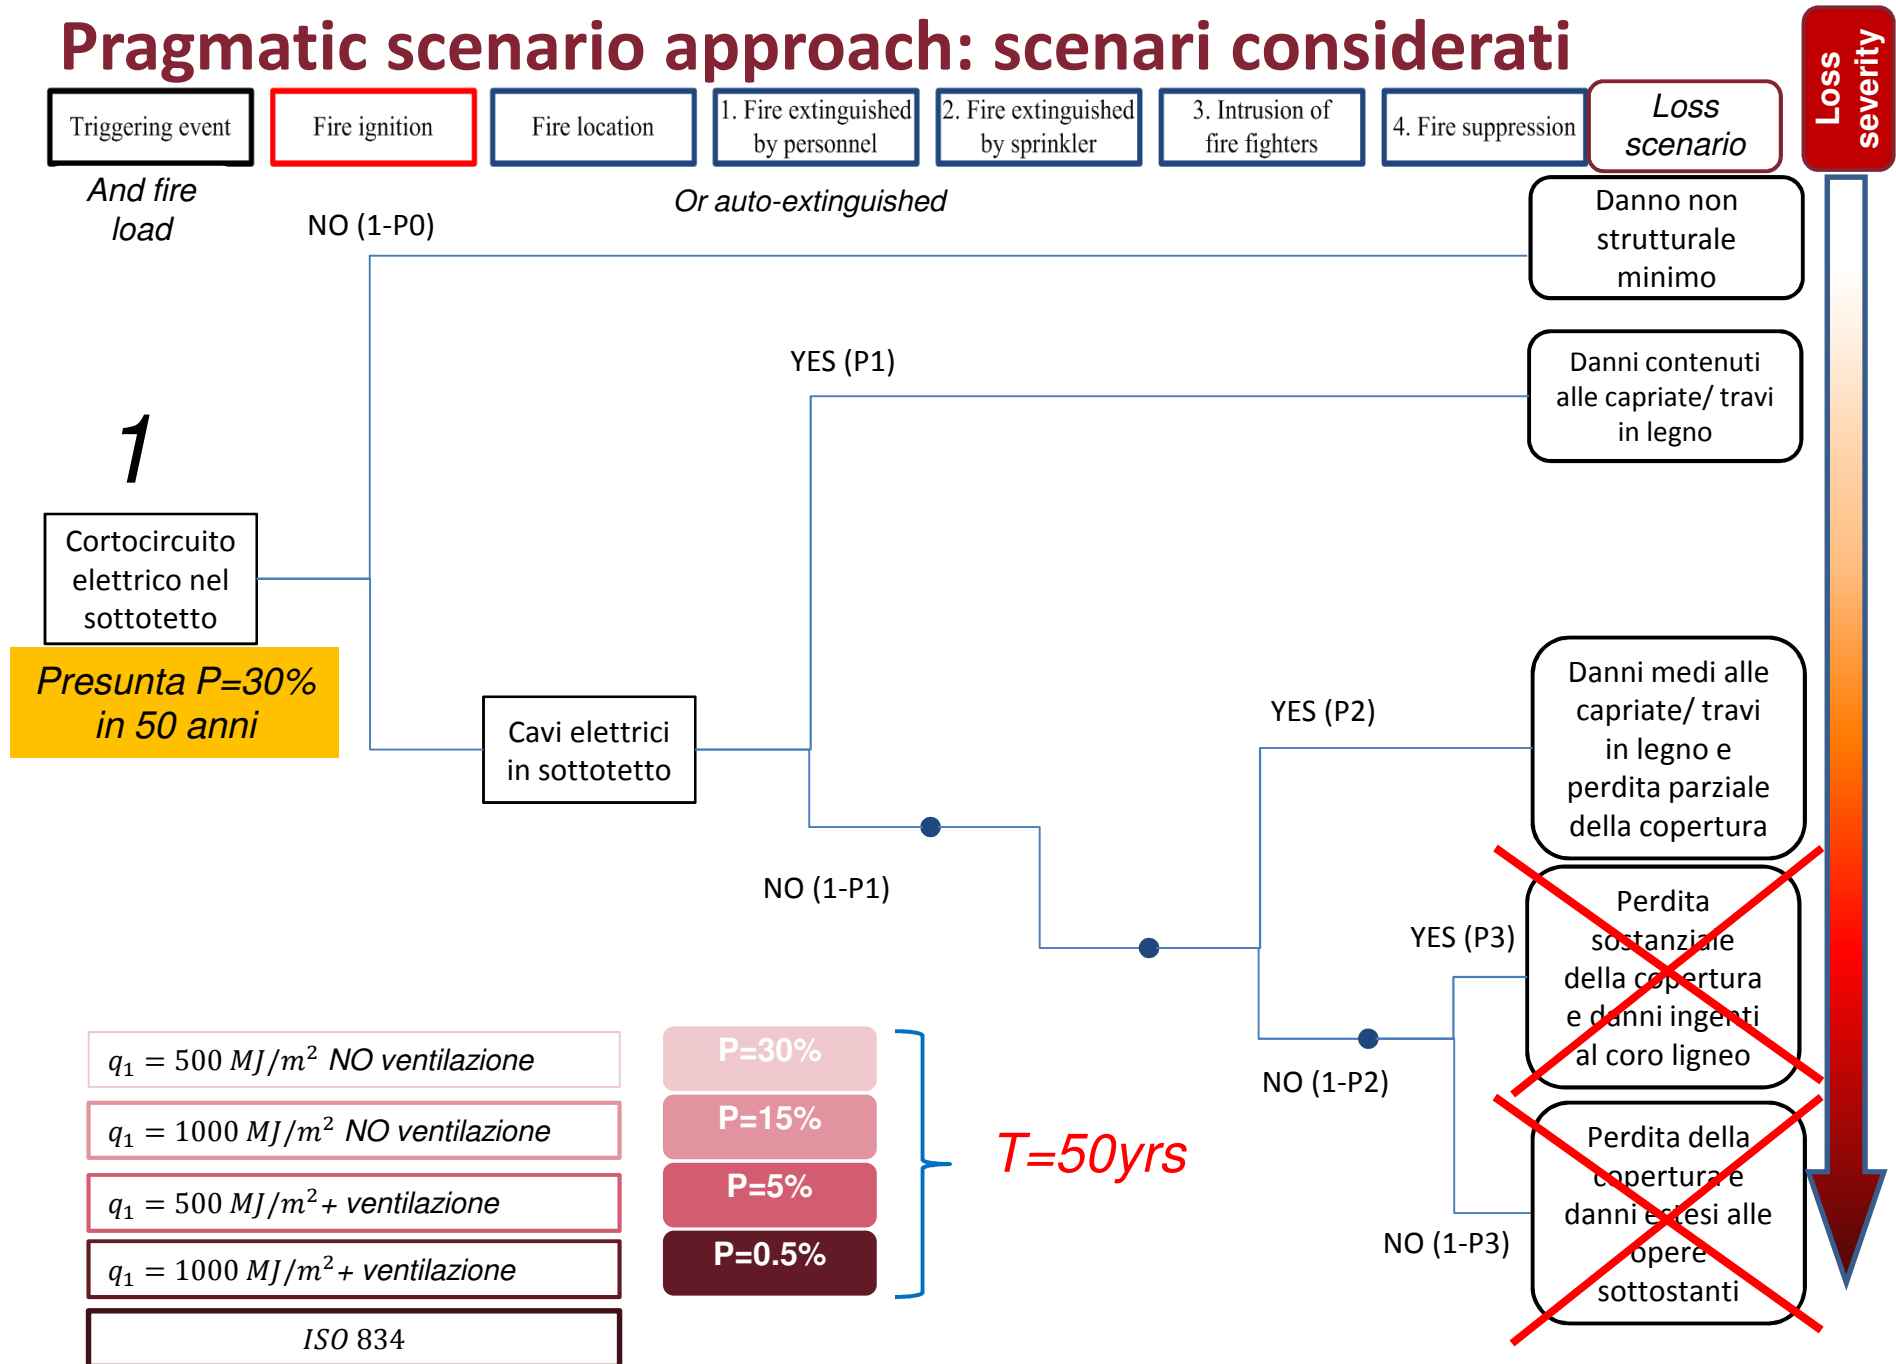 Pragmatic scenario approach: scenari considerati
Loss
severity
Triggering event
Fire ignition
Fire location
1. Fire extinguished
by personnel
2. Fire extinguished
by sprinkler
3. Intrusion of
fire fighters
4. Fire suppression
Loss
scenario
And fire
load
NO (1-P0)
Or auto-extinguished
Danno non
strutturale
minimo
YES (P1)
Danni contenuti
alle capriate/ travi
in legno
1
Cortocircuito
elettrico nel
sottotetto
Presunta P=30%
in 50 anni
Cavi elettrici
in sottotetto
YES (P2)
Danni medi alle
capriate/ travi
in legno e
perdita parziale
della copertura
NO (1-P1)
YES (P3)
Perdita
sostanziale
della copertura
e danni ingenti
al coro ligneo
NO (1-P2)
Perdita della
copertura e
danni estesi alle
opere
sottostanti
NO (1-P3)
q₁ = 500 MJ/m² NO ventilazione
P=30%
q₁ = 1000 MJ/m² NO ventilazione
P=15%
q₁ = 500 MJ/m²+ ventilazione
P=5%
q₁ = 1000 MJ/m²+ ventilazione
P=0.5%
ISO 834
T=50yrs